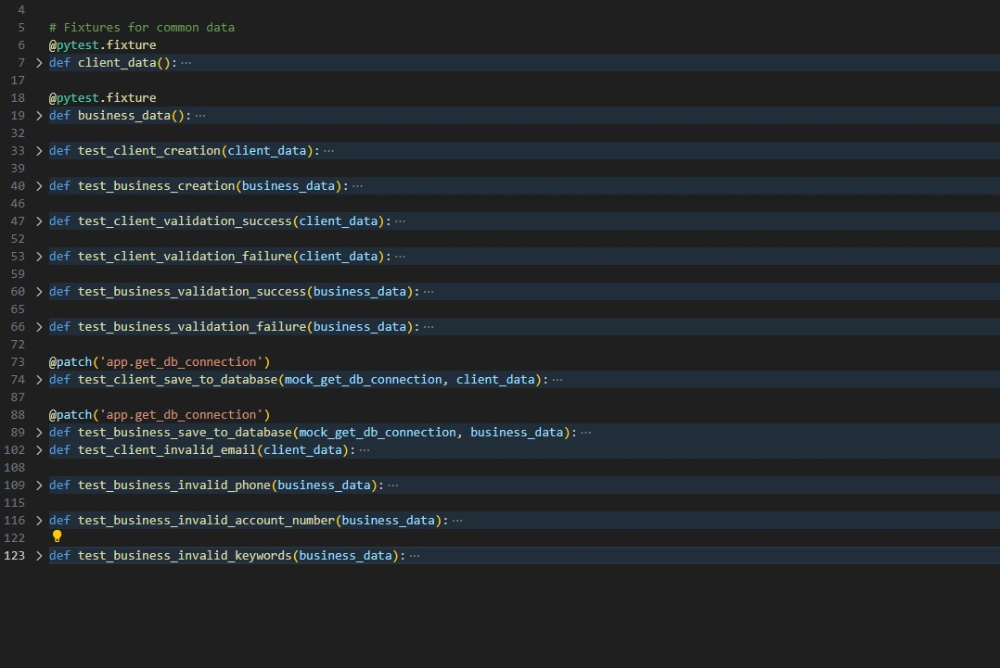 4
5 # Fixtures for common data
6 @pytest.fixture
7 > def client_data(): ···
17
18 @pytest.fixture
19 > def business_data(): ···
32
33 > def test_client_creation(client_data): ···
39
40 > def test_business_creation(business_data): ···
46
47 > def test_client_validation_success(client_data): ···
52
53 > def test_client_validation_failure(client_data): ···
59
60 > def test_business_validation_success(business_data): ···
65
66 > def test_business_validation_failure(business_data): ···
72
73 @patch('app.get_db_connection')
74 > def test_client_save_to_database(mock_get_db_connection, client_data): ···
87
88 @patch('app.get_db_connection')
89 > def test_business_save_to_database(mock_get_db_connection, business_data): ···
102 > def test_client_invalid_email(client_data): ···
108
109 > def test_business_invalid_phone(business_data): ···
115
116 > def test_business_invalid_account_number(business_data): ···
122
123 > def test_business_invalid_keywords(business_data): ···